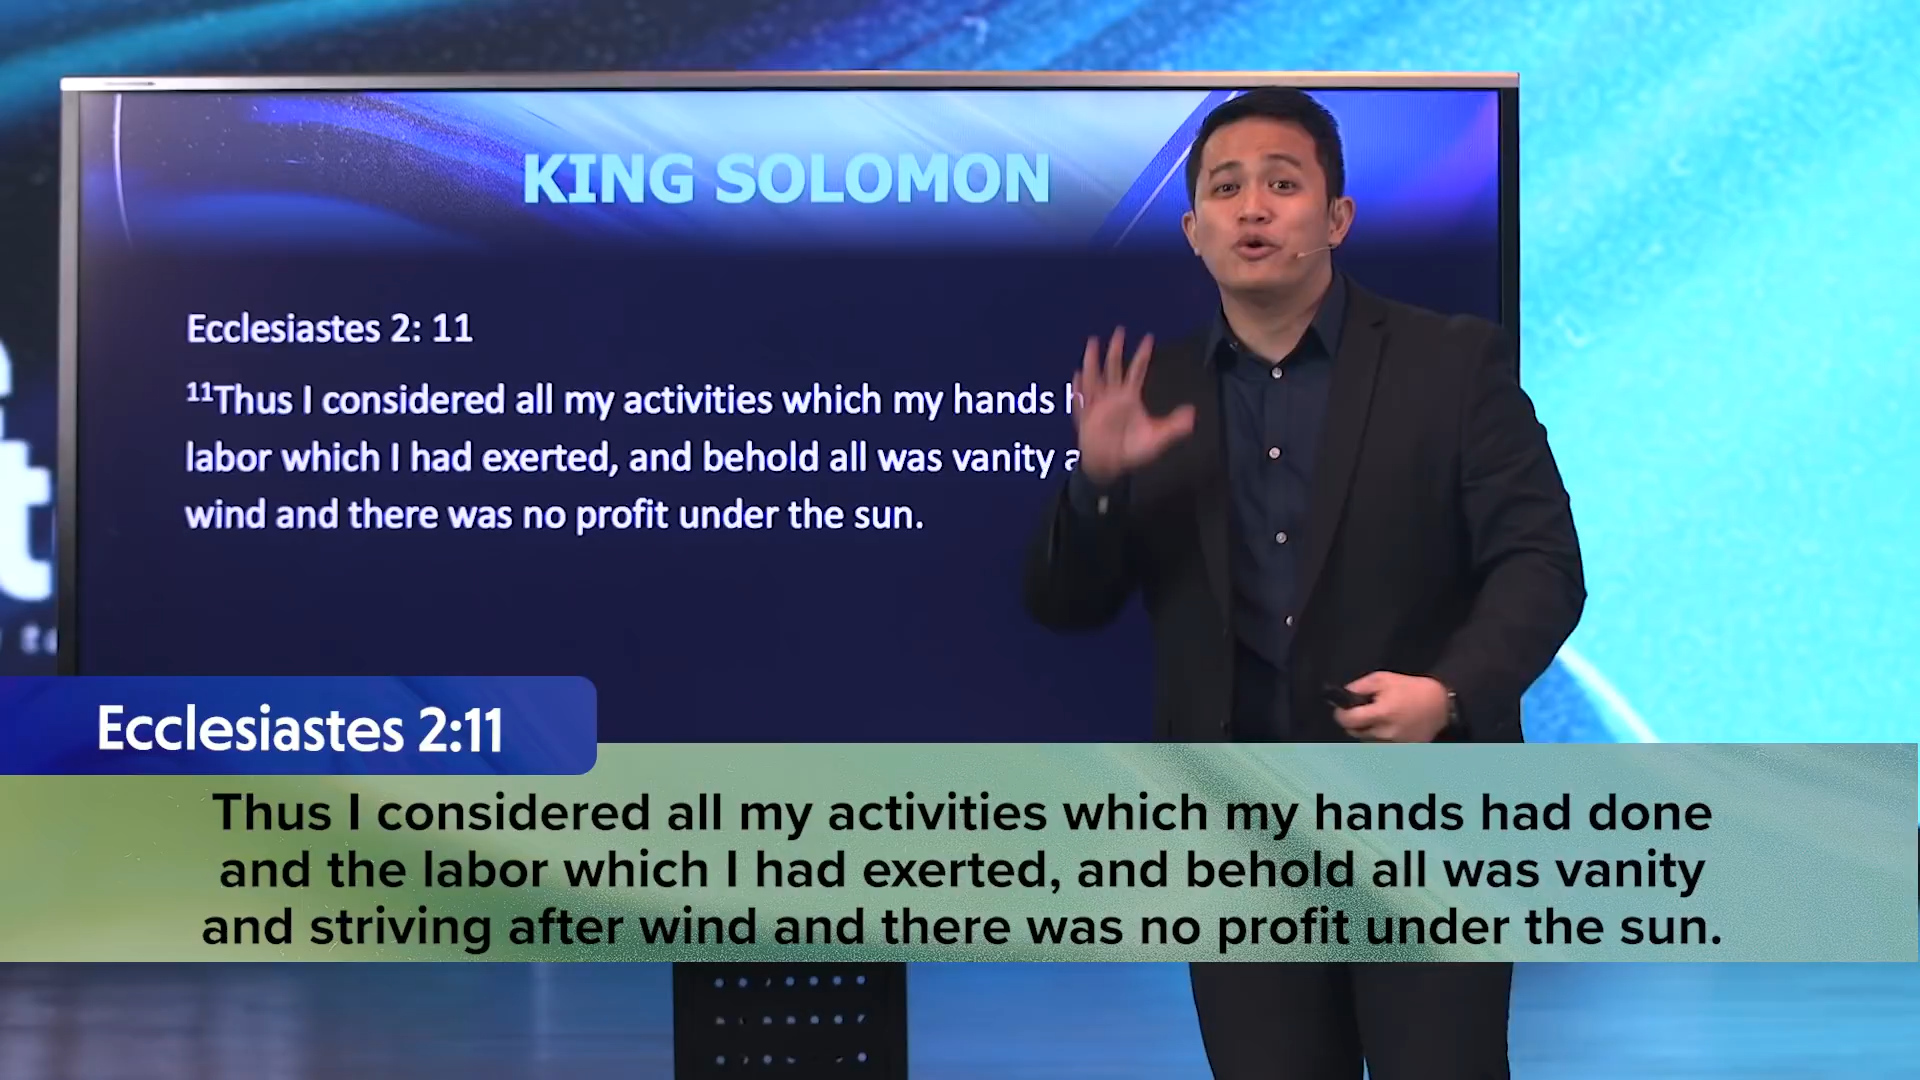 KING SOLOMON
Ecclesiastes 2: 11
11Thus I considered all my activities which my hands
labor which I had exerted, and behold all was vanity
wind and there was no profit under the sun.
Ecclesiastes 2:11
Thus I considered all my activities which my hands had done
and the labor which I had exerted, and behold all was vanity
and striving after wind and there was no profit under the sun.